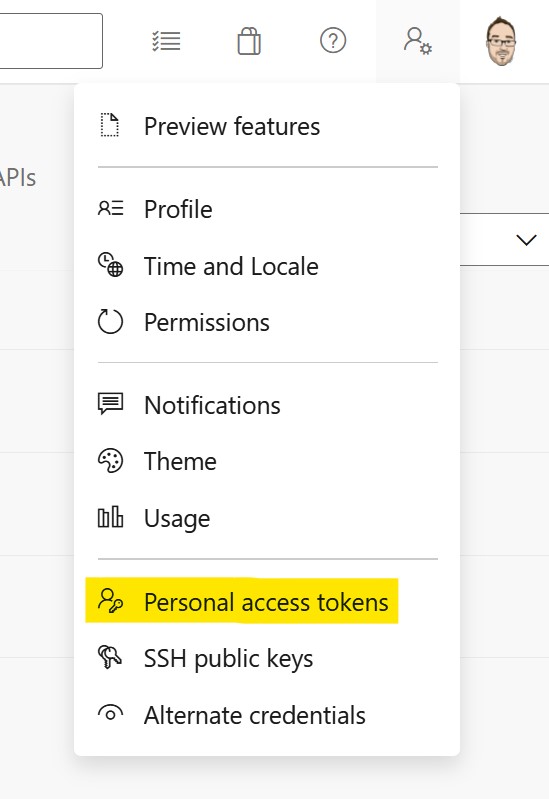 Preview features
APIs
Profile
Time and Locale
Permissions
Notifications
Theme
Usage
Personal access tokens
SSH public keys
Alternate credentials